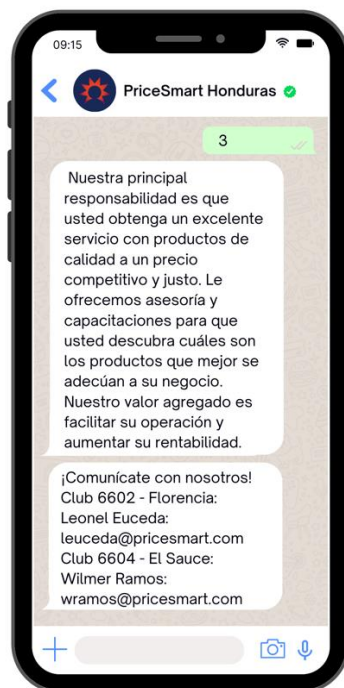 09:15
PriceSmart Honduras
3
Nuestra principal
responsabilidad es que
usted obtenga un excelente
servicio con productos de
calidad a un precio
competitivo y justo. Le
ofrecemos asesoría y
capacitaciones para que
usted descubra cuáles son
los productos que mejor se
adecúan a su negocio.
Nuestro valor agregado es
facilitar su operación y
aumentar su rentabilidad.
¡Comunícate con nosotros!
Club 6602 - Florencia:
Leonel Euceda:
leuceda@pricesmart.com
Club 6604 - El Sauce:
Wilmer Ramos:
wramos@pricesmart.com